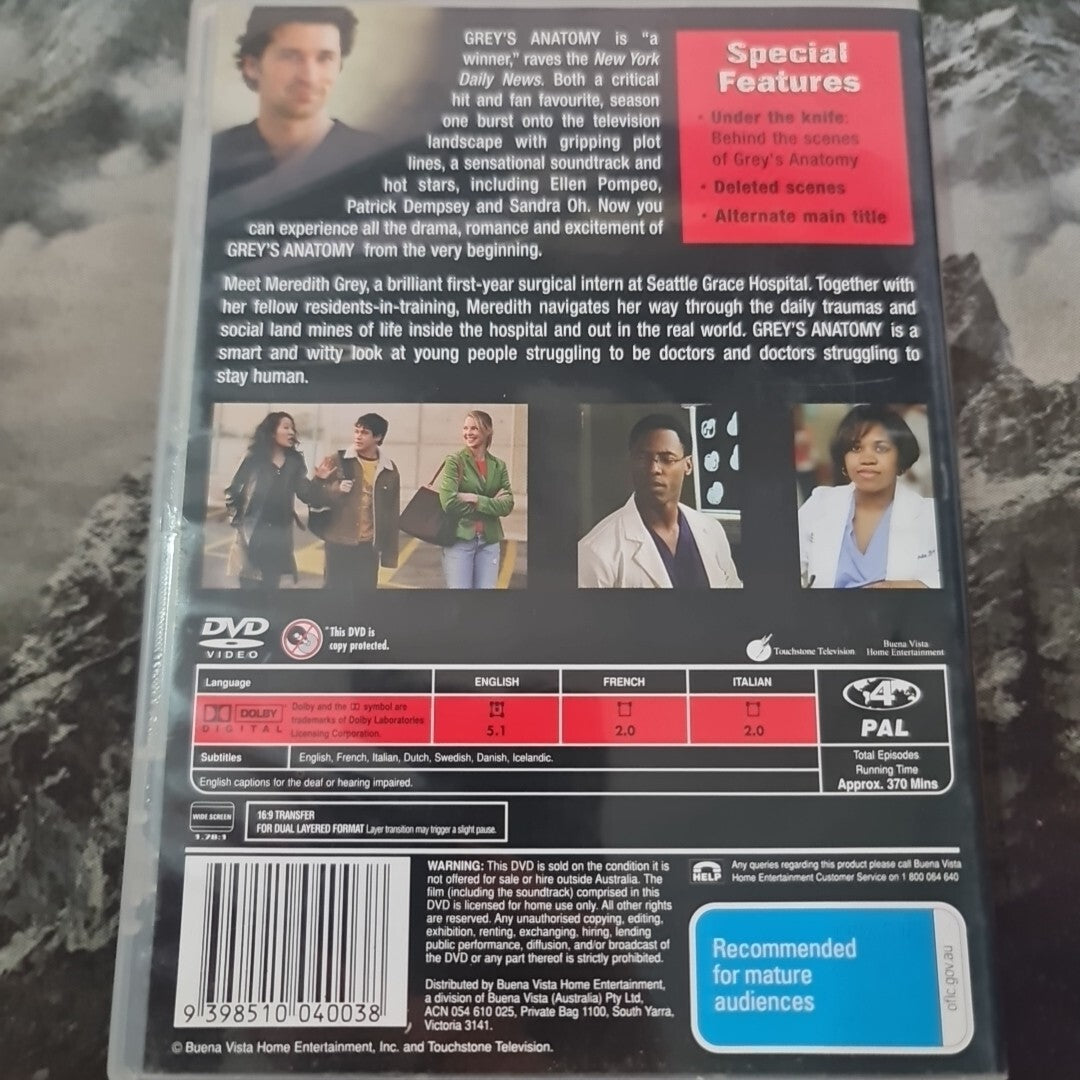 GREY'S ANATOMY is "a
winner," raves the New York
Daily News. Both a critical
hit and fan favourite, season
one burst onto the television
landscape with gripping plot
lines, a sensational soundtrack and
hot stars, including Ellen Pompeo,
Patrick Dempsey and Sandra Oh. Now you
can experience all the drama, romance and excitement of
GREY'S ANATOMY from the very beginning.
Special
Features
• Under the knife:
Behind the scenes
of Grey's Anatomy
• Deleted scenes
• Alternate main title
Meet Meredith Grey, a brilliant first-year surgical intern at Seattle Grace Hospital. Together with
her fellow residents-in-training, Meredith navigates her way through the daily traumas and
social land mines of life inside the hospital and out in the real world. GREY'S ANATOMY is a
smart and witty look at young people struggling to be doctors and doctors struggling to
stay human.
DVD
VIDEO
"This DVD is
copy protected.
Touchstone Television
Buena Vista
Home Entertainment
Language
ENGLISH
FRENCH
ITALIAN
DOLBY
DIGITAL
Dolby and the DD symbol are
trademarks of Dolby Laboratories
Licensing Corporation.
5.1
2.0
2.0
4
PAL
Subtitles
English, French, Italian, Dutch, Swedish, Danish, Icelandic.
English captions for the deaf or hearing impaired.
Total Episodes
Running Time
Approx. 370 Mins
WIDE SCREEN
1.78:1
16:9 TRANSFER
FOR DUAL LAYERED FORMAT Layer transition may trigger a slight pause.
WARNING: This DVD is sold on the condition it is
not offered for sale or hire outside Australia. The
film (including the soundtrack) comprised in this
DVD is licensed for home use only. All other rights
are reserved. Any unauthorised copying, editing,
exhibition, renting, exchanging, hiring, lending
public performance, diffusion, and/or broadcast of
the DVD or any part thereof is strictly prohibited.
Distributed by Buena Vista Home Entertainment,
a division of Buena Vista (Australia) Pty Ltd,
ACN 054 610 025, Private Bag 1100, South Yarra,
Victoria 3141.
HELP
Any queries regarding this product please call Buena Vista
Home Entertainment Customer Service on 1 800 064 640
Recommended
for mature
audiences
oflc.gov.au
9 398510 040038
© Buena Vista Home Entertainment, Inc. and Touchstone Television.